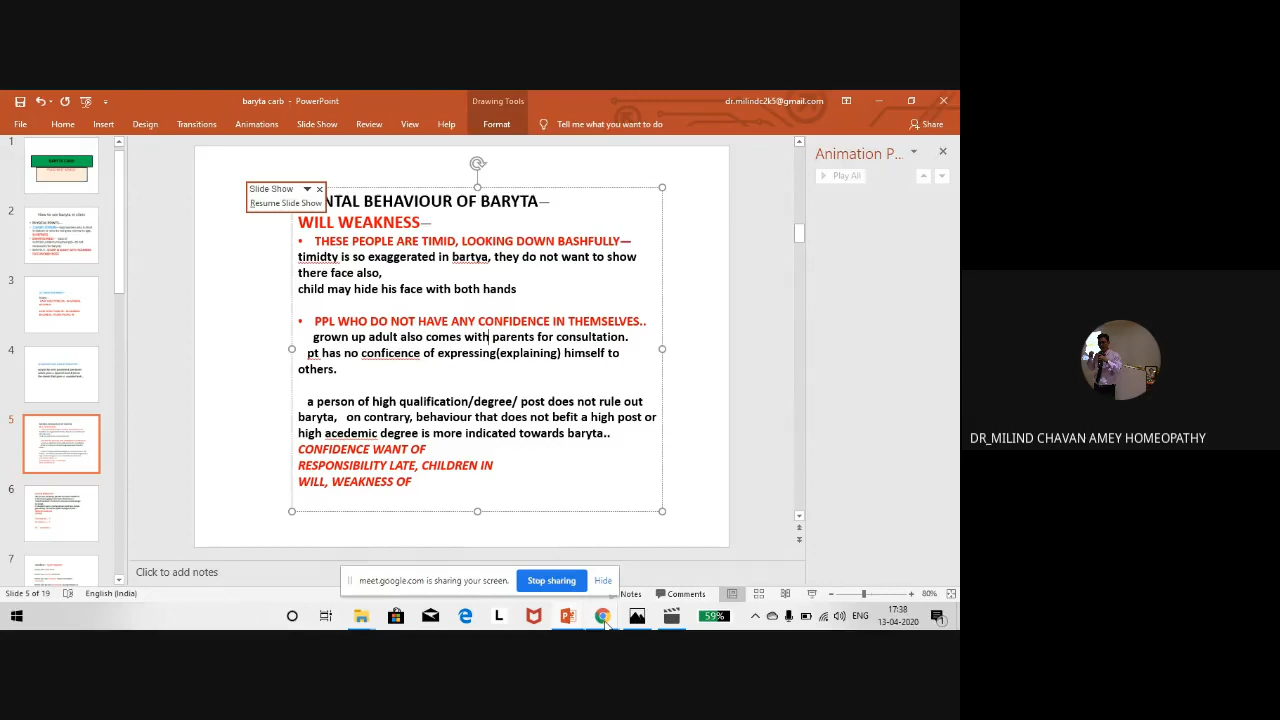 baryta carb - PowerPoint
Drawing Tools
dr.milindc2k5@gmail.com
File Home Insert Design Transitions Animations Slide Show Review View Help Format Tell me what you want to do Share
1
2
3
4
5
6
7
Slide Show
Resume Slide Show
NTAL BEHAVIOUR OF BARYTA—
WILL WEAKNESS—
• THESE PEOPLE ARE TIMID, LOOKING DOWN BASHFULLY—
timidty is so exaggerated in bartya, they do not want to show
there face also,
child may hide his face with both hands
• PPL WHO DO NOT HAVE ANY CONFIDENCE IN THEMSELVES..
grown up adult also comes with parents for consultation.
pt has no conficence of expressing(explaining) himself to
others.
a person of high qualification/degree/ post does not rule out
baryta, on contrary, behaviour that does not befit a high post or
high acedemic degree is more indicated towards baryta..
CONFIDENCE WANT OF
RESPONSIBILITY LATE, CHILDREN IN
WILL, WEAKNESS OF
Animation P...
Play All
Click to add notes
meet.google.com is sharing your screen.
Stop sharing
Hide
Slide 5 of 19
English (India)
Notes
Comments
80%
59%
ENG
17:38
13-04-2020
DR_MILIND CHAVAN AMEY HOMEOPATHY